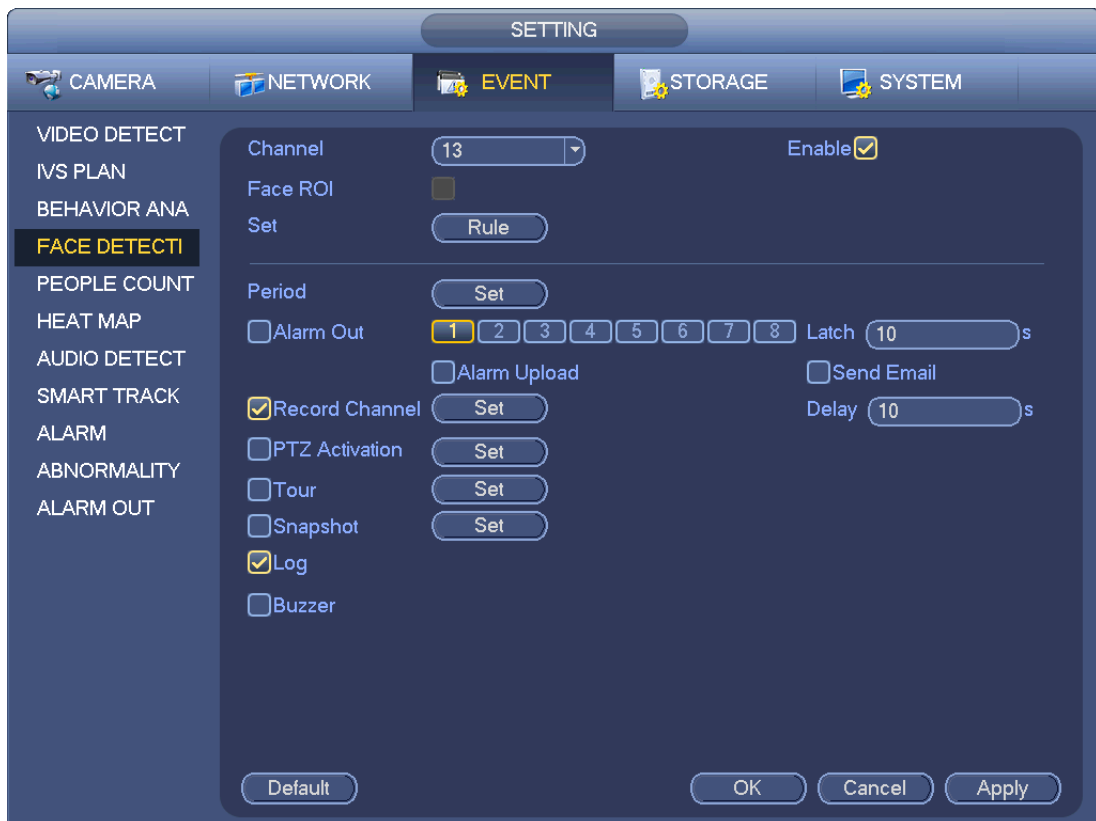 SETTING
CAMERA NETWORK EVENT STORAGE SYSTEM
VIDEO DETECT
IVS PLAN
BEHAVIOR ANA
FACE DETECTI
PEOPLE COUNT
HEAT MAP
AUDIO DETECT
SMART TRACK
ALARM
ABNORMALITY
ALARM OUT
Channel 13 Enable
Face ROI
Set Rule
Period Set
Alarm Out 1 2 3 4 5 6 7 8 Latch 10 s
Alarm Upload Send Email
Record Channel Set Delay 10 s
PTZ Activation Set
Tour Set
Snapshot Set
Log
Buzzer
Default OK Cancel Apply